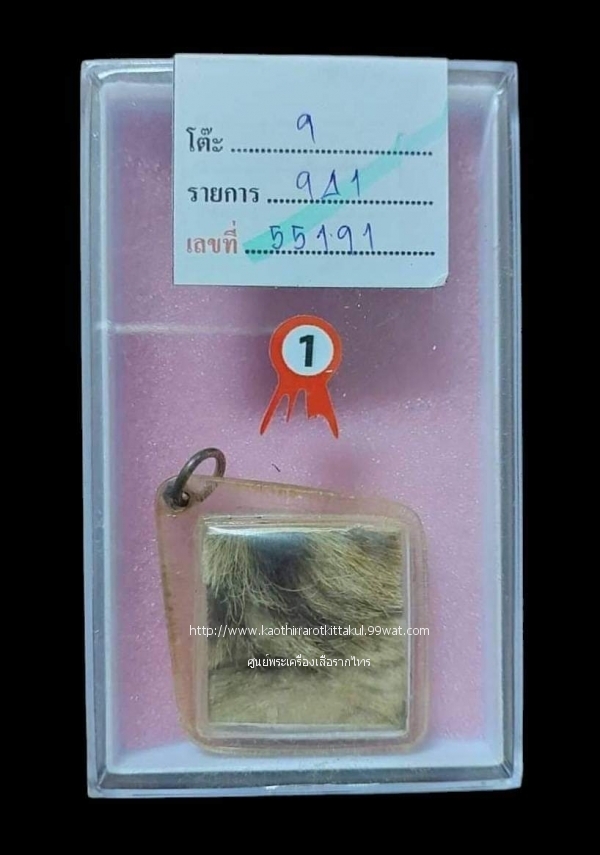 โต๊ะ ........ 9
รายการ ........ 9Δ1
เลขที่ ........ 55191
1
http://www.kaothinrarotkittakul.99wat.com
ศูนย์พระเครื่องเสือรากไทร